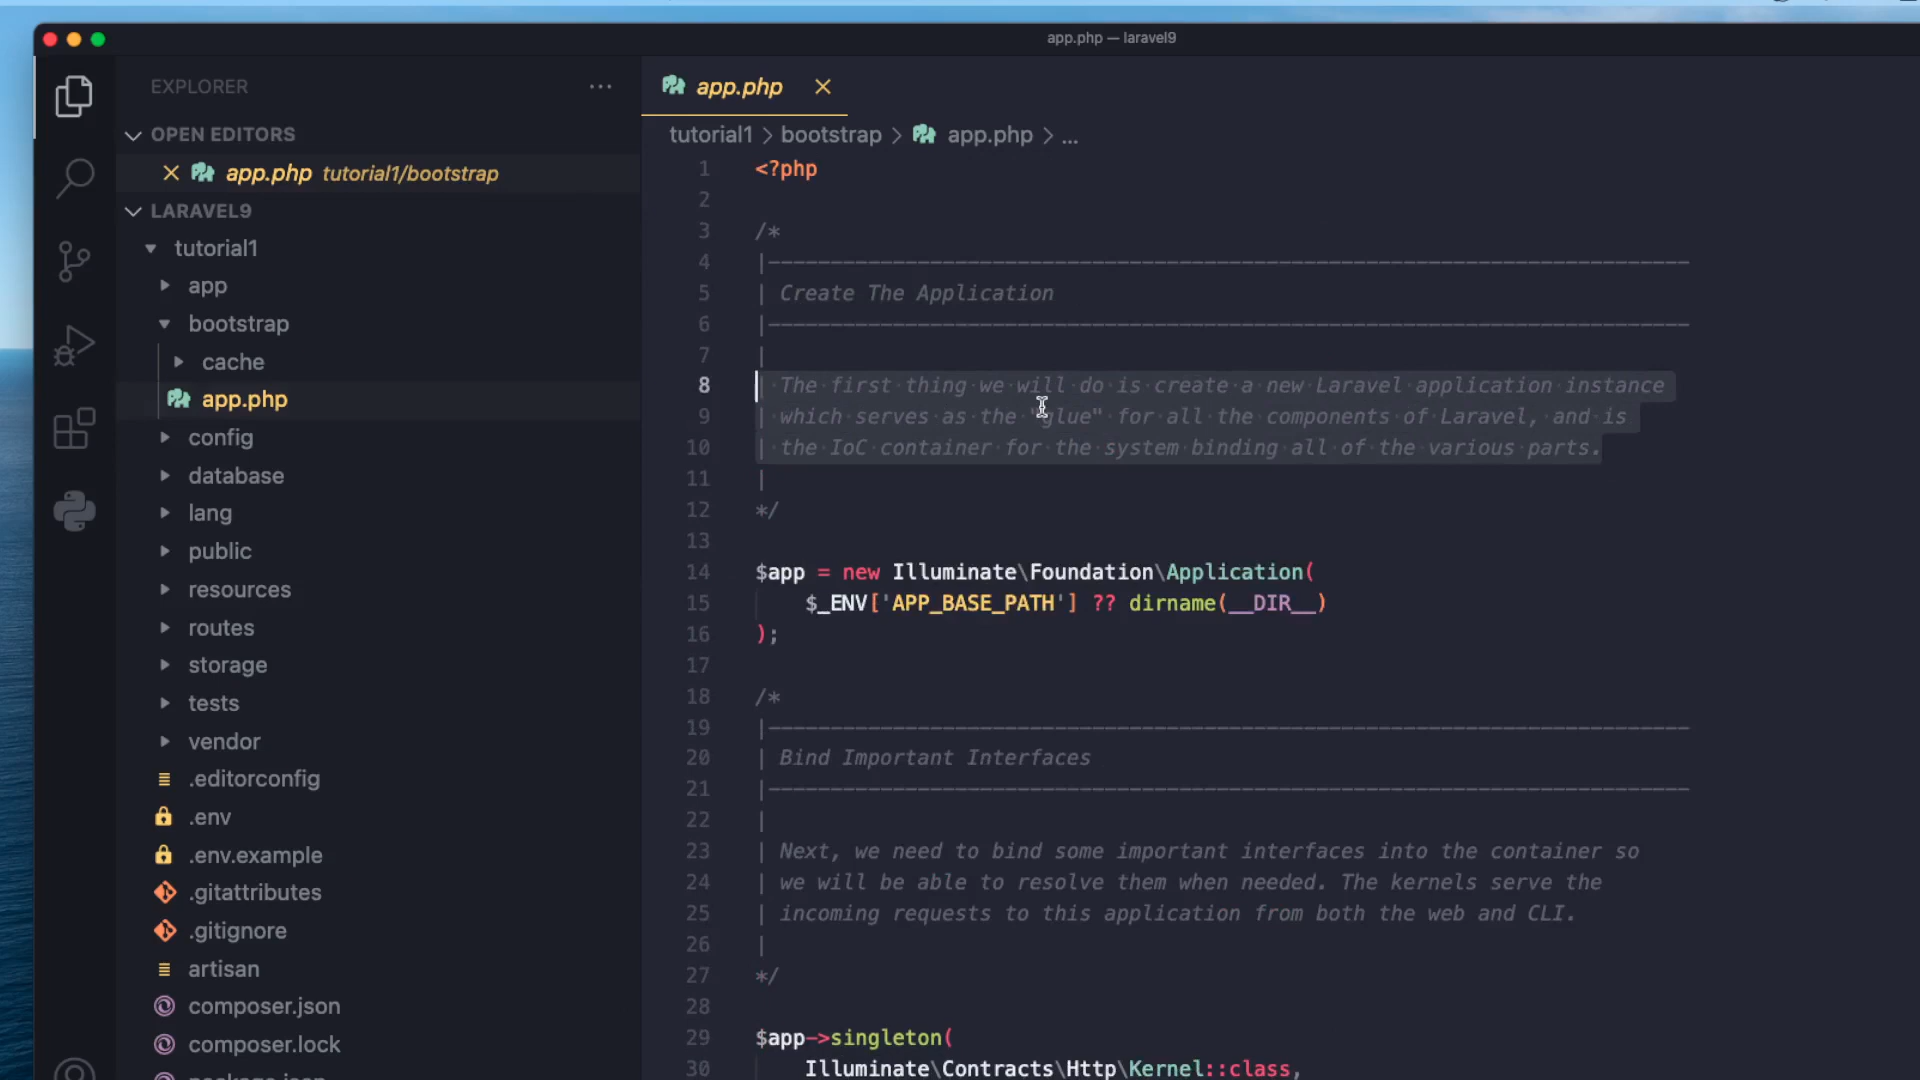 app.php — laravel9
EXPLORER
OPEN EDITORS
app.php tutorial1/bootstrap
LARAVEL9
tutorial1
app
bootstrap
cache
app.php
config
database
lang
public
resources
routes
storage
tests
vendor
.editorconfig
.env
.env.example
.gitattributes
.gitignore
artisan
composer.json
composer.lock
app.php
tutorial1 > bootstrap > app.php > ...
1 <?php
2
3 /*
4 |--------------------------------------------------------------------------
5 | Create The Application
6 |--------------------------------------------------------------------------
7 |
8 | The first thing we will do is create a new Laravel application instance
9 | which serves as the "glue" for all the components of Laravel, and is
10 | the IoC container for the system binding all of the various parts.
11 |
12 */
13
14 $app = new Illuminate\Foundation\Application(
15 $_ENV['APP_BASE_PATH'] ?? dirname(__DIR__)
16 );
17
18 /*
19 |--------------------------------------------------------------------------
20 | Bind Important Interfaces
21 |--------------------------------------------------------------------------
22 |
23 | Next, we need to bind some important interfaces into the container so
24 | we will be able to resolve them when needed. The kernels serve the
25 | incoming requests to this application from both the web and CLI.
26 |
27 */
28
29 $app->singleton(
30 Illuminate\Contracts\Http\Kernel::class,